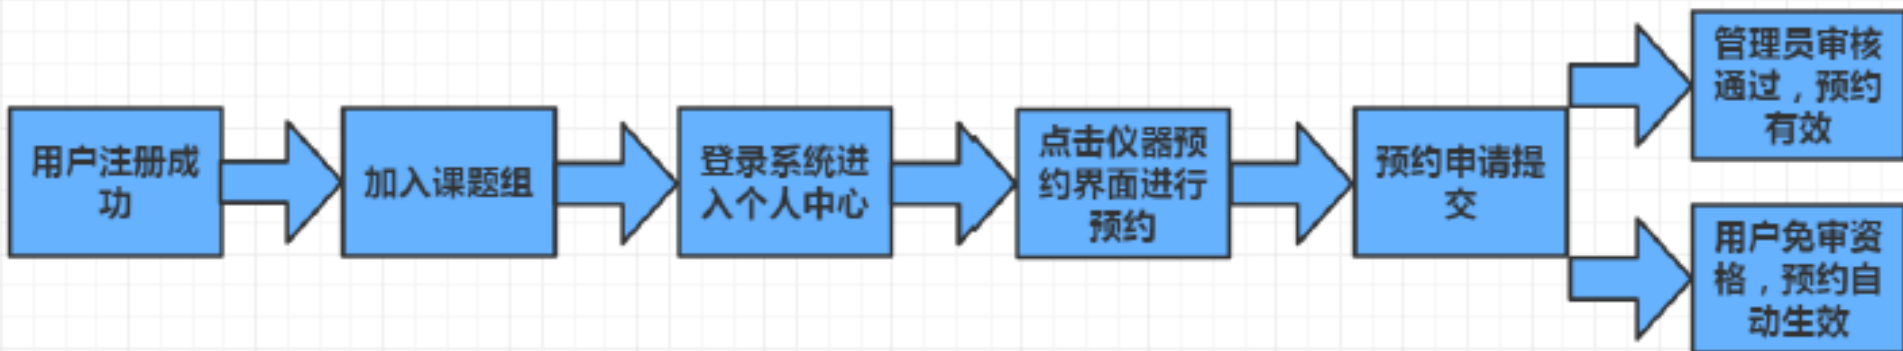 用户注册成
功
加入课题组
登录系统进
入个人中心
点击仪器预
约界面进行
预约
预约申请提
交
管理员审核
通过，预约
有效
用户免审资
格，预约自
动生效